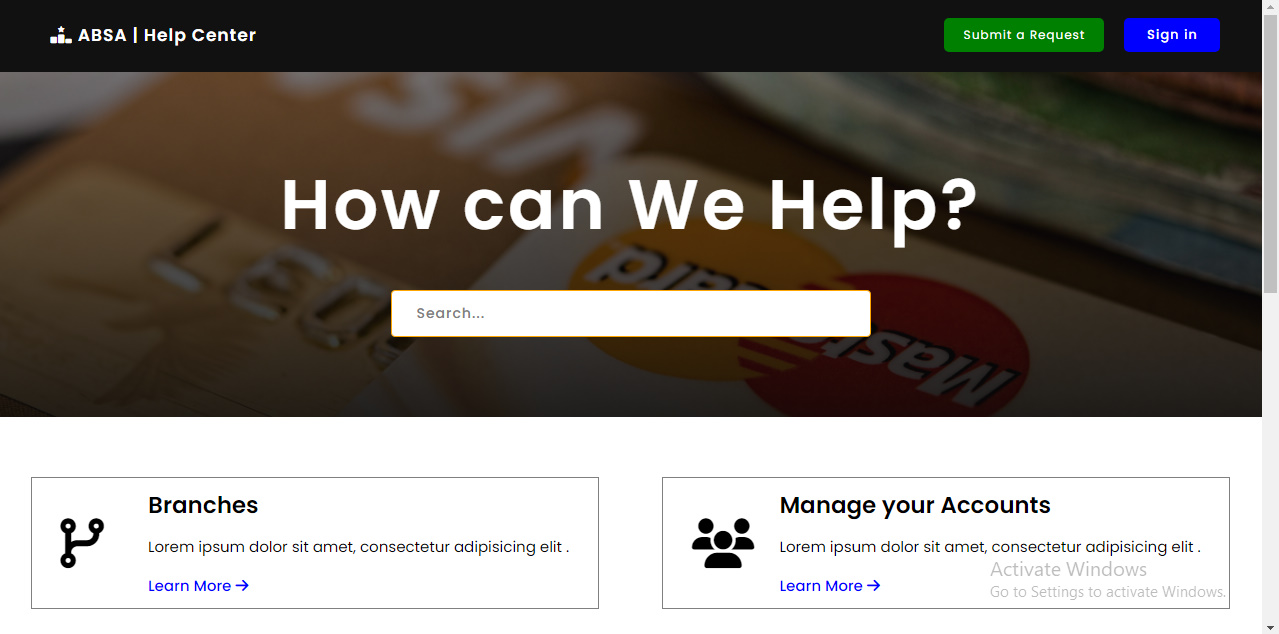 ABSA | Help Center
Submit a Request
Sign in
How can We Help?
Search...
Branches
Lorem ipsum dolor sit amet, consectetur adipisicing elit .
Learn More →
Manage your Accounts
Lorem ipsum dolor sit amet, consectetur adipisicing elit .
Learn More →
Activate Windows
Go to Settings to activate Windows.